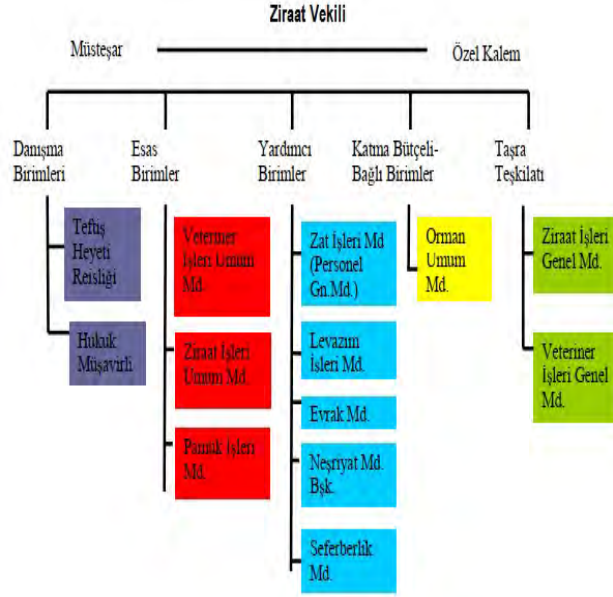 Ziraat Vekili
Müsteşar
Özel Kalem
Danışma
Birimleri
Esas
Birimler
Yardımcı
Birimler
Katma Bütçeli-
Bağlı Birimler
Taşra
Teşkilatı
Teftiş
Heyeti
Reisliği
Hukuk
Müşavirli
Veteriner
İşleri Umum
Md.
Ziraat İşleri
Umum Md.
Pamuk İşleri
Md.
Zat İşleri Md
(Personel
Gn.Md.)
Levazım
İşleri Md.
Evrak Md.
Neşriyat Md.
Bşk.
Seferberlik
Md.
Orman
Umum
Md.
Ziraat İşleri
Genel Md.
Veteriner
İşleri Genel
Md.